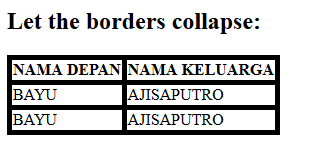 Let the borders collapse:
NAMA DEPAN NAMA KELUARGA
BAYU AJISAPUTRO
BAYU AJISAPUTRO